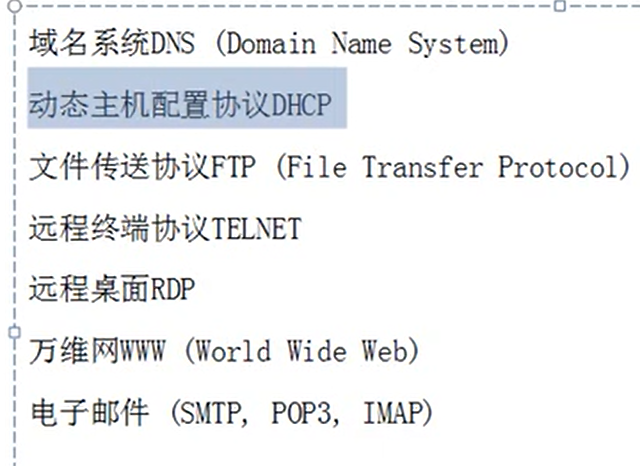 域名系统DNS (Domain Name System)
动态主机配置协议DHCP
文件传送协议FTP (File Transfer Protocol)
远程终端协议TELNET
远程桌面RDP
万维网WWW (World Wide Web)
电子邮件 (SMTP, POP3, IMAP)